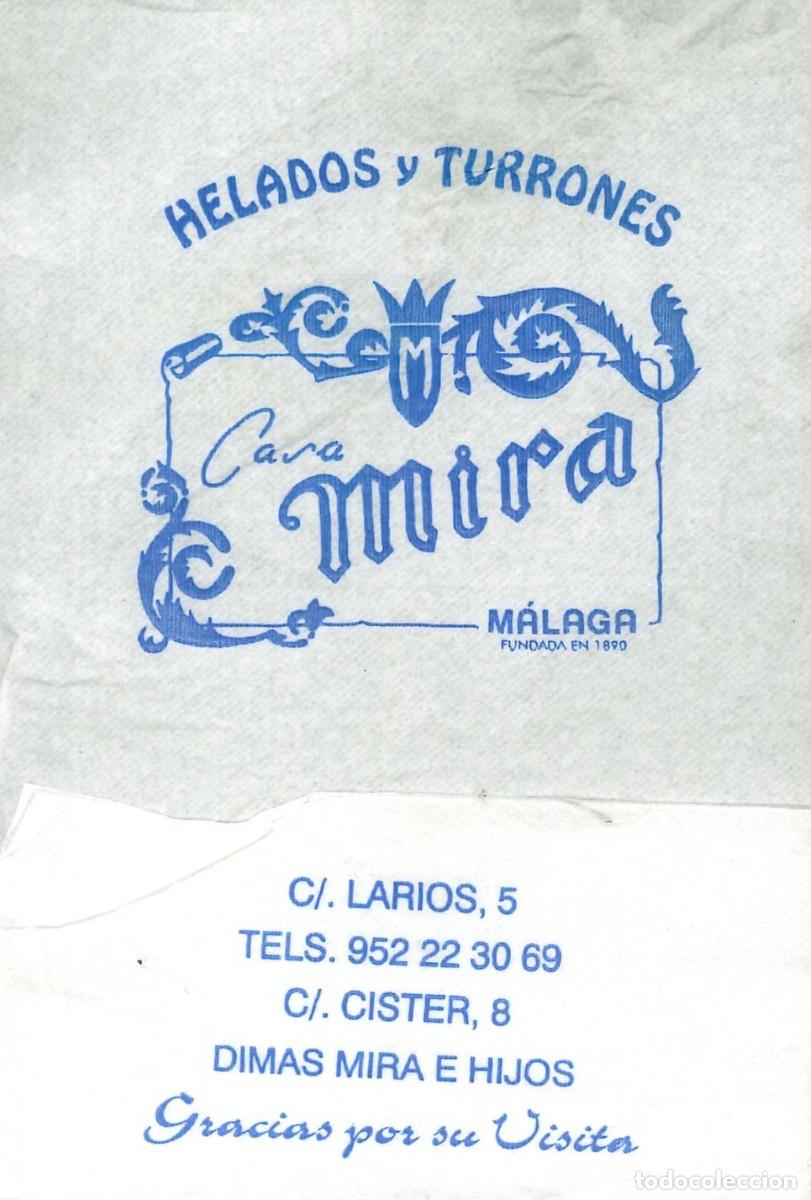 HELADOS y TURRONES
M
Casa
Mira
MÁLAGA
FUNDADA EN 1890
C/. LARIOS, 5
TELS. 952 22 30 69
C/. CISTER, 8
DIMAS MIRA E HIJOS
Gracias por su Visita
todocoleccion